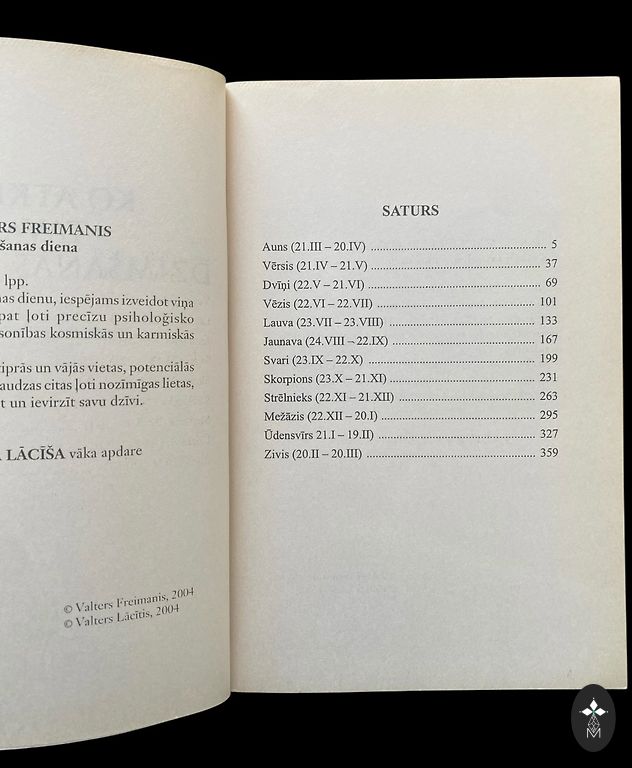 RS FREIMANIS
šanas diena
lpp.
nas dienu, iespējams izveidot viņa
pat ļoti precīzu psiholoģisko
sonības kosmiskās un karmiskās
iprās un vājās vietas, potenciālās
audzas citas ļoti nozīmīgas lietas,
t un ievirzīt savu dzīvi.
LĀCĪŠA vāka apdare
© Valters Freimanis, 2004
© Valters Lācītis, 2004
SATURS
Auns (21.III – 20.IV) ........ 5
Vērsis (21.IV – 21.V) ........ 37
Dvīņi (22.V – 21.VI) ........ 69
Vēzis (22.VI – 22.VII) ........ 101
Lauva (23.VII – 23.VIII) ........ 133
Jaunava (24.VIII – 22.IX) ........ 167
Svari (23.IX – 22.X) ........ 199
Skorpions (23.X – 21.XI) ........ 231
Strēlnieks (22.XI – 21.XII) ........ 263
Mežāzis (22.XII – 20.I) ........ 295
Ūdensvīrs 21.I – 19.II) ........ 327
Zivis (20.II – 20.III) ........ 359